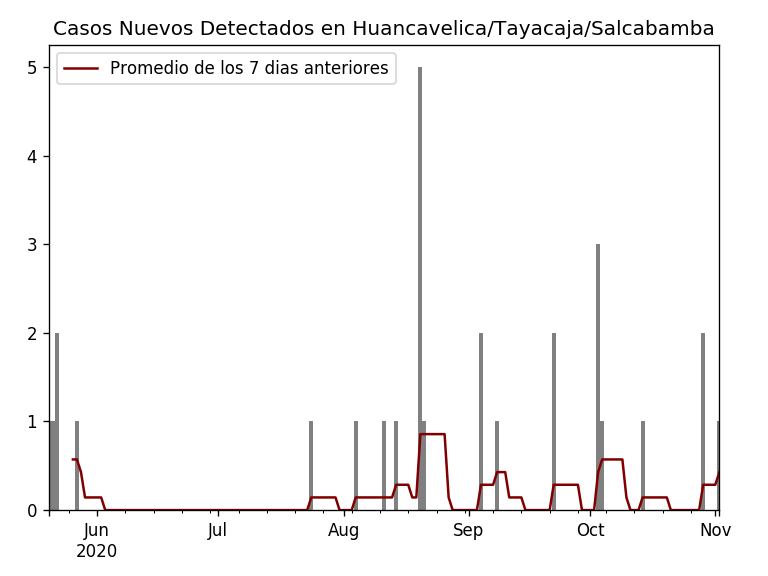 Casos Nuevos Detectados en Huancavelica/Tayacaja/Salcabamba
Promedio de los 7 dias anteriores
5
4
3
2
1
0
Jun Jul Aug Sep Oct Nov
2020